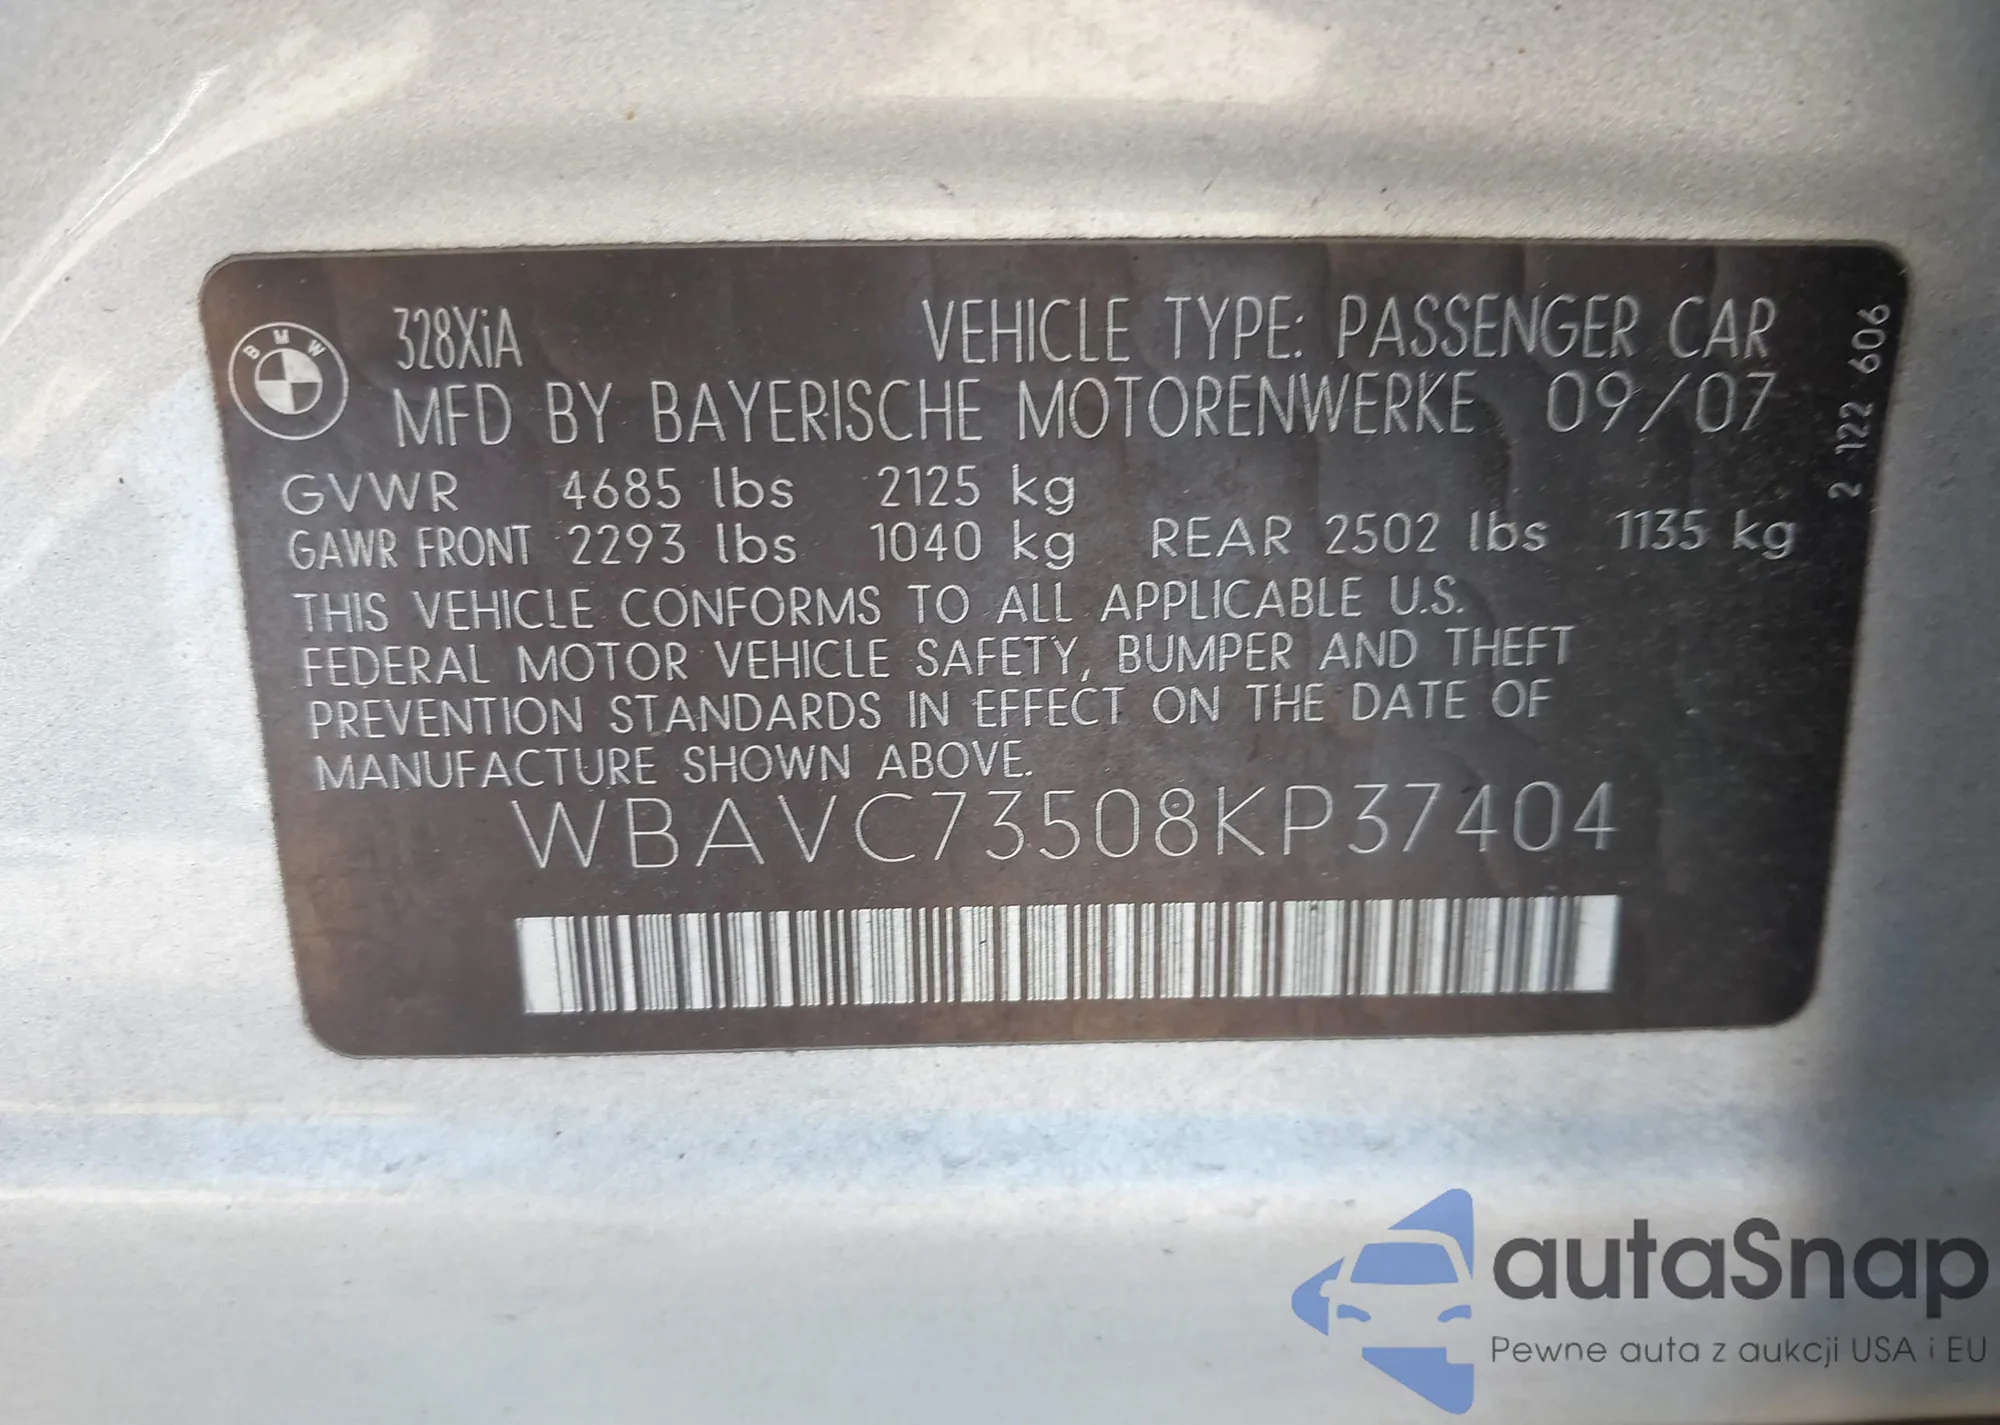 328XiA VEHICLE TYPE: PASSENGER CAR
BMW
MFD BY BAYERISCHE MOTORENWERKE 09/07
GVWR 4685 lbs 2125 kg
GAWR FRONT 2293 lbs 1040 kg REAR 2502 lbs 1135 kg
THIS VEHICLE CONFORMS TO ALL APPLICABLE U.S.
FEDERAL MOTOR VEHICLE SAFETY, BUMPER AND THEFT
PREVENTION STANDARDS IN EFFECT ON THE DATE OF
MANUFACTURE SHOWN ABOVE.
WBAVC73508KP37404
2 122 606
autaSnap
Pewne auta z aukcji USA i EU